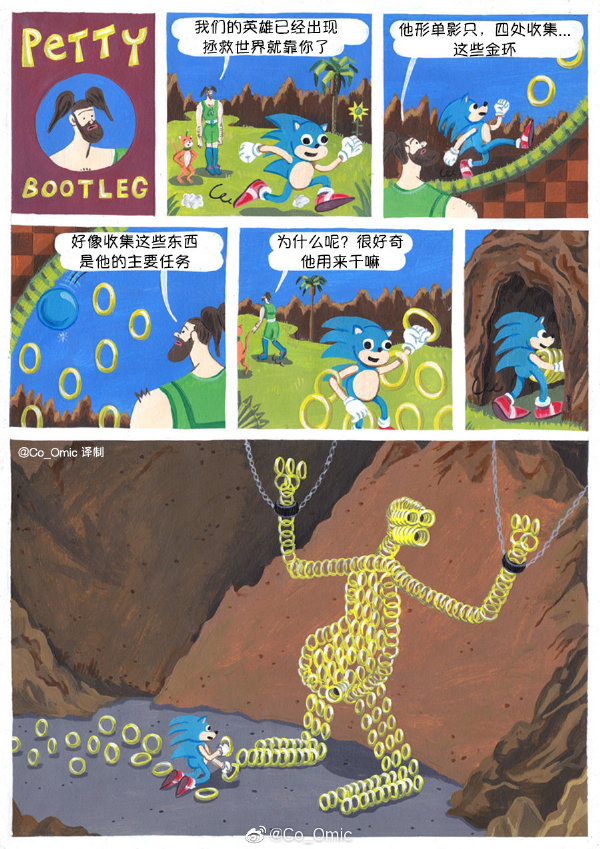 PETTY
BOOTLEG
我们的英雄已经出现
拯救世界就靠你了
他形单影只，四处收集...
这些金环
好像收集这些东西
是他的主要任务
为什么呢？很好奇
他用来干嘛
@Co_Omic 译制
@Co_Omic